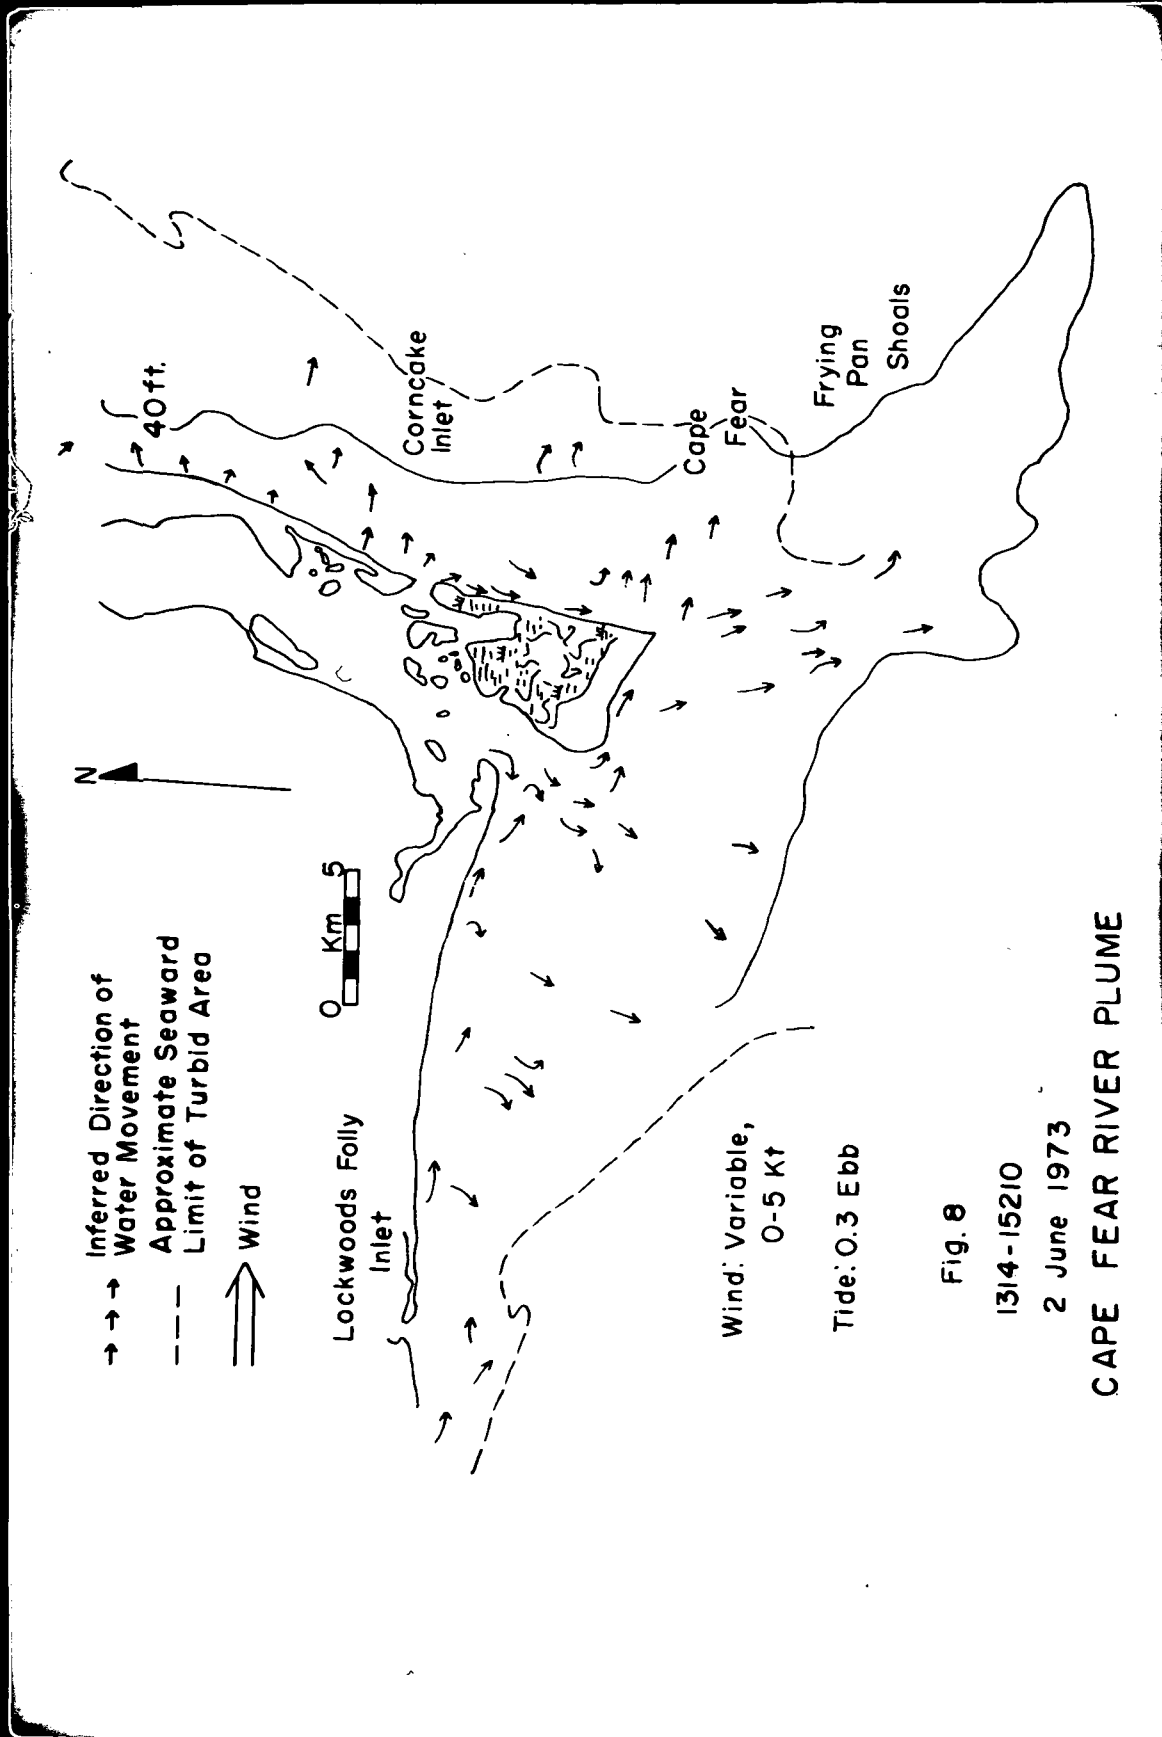 Inferred Direction of
Water Movement
Approximate Seaward
Limit of Turbid Area
Wind
N
0 Km 5
40 ft.
Corncake
Inlet
Cape
Fear
Frying
Pan
Shoals
Lockwoods Folly
Inlet
Wind: Variable,
0-5 Kt
Tide: 0.3 Ebb
Fig. 8
1314-15210
2 June 1973
CAPE FEAR RIVER PLUME